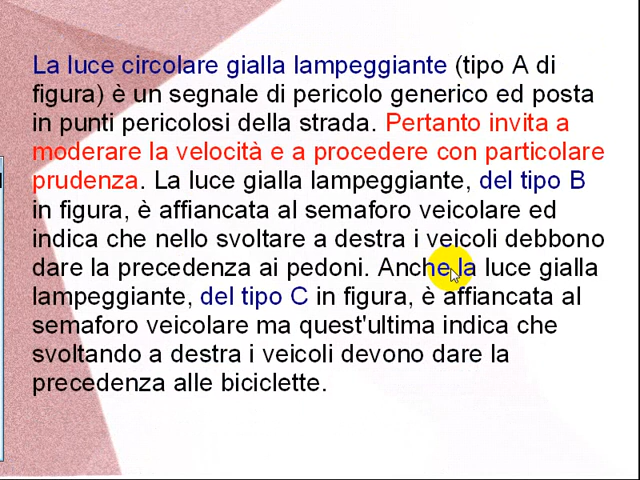 La luce circolare gialla lampeggiante (tipo A di
figura) è un segnale di pericolo generico ed posta
in punti pericolosi della strada. Pertanto invita a
moderare la velocità e a procedere con particolare
prudenza. La luce gialla lampeggiante, del tipo B
in figura, è affiancata al semaforo veicolare ed
indica che nello svoltare a destra i veicoli debbono
dare la precedenza ai pedoni. Anche la luce gialla
lampeggiante, del tipo C in figura, è affiancata al
semaforo veicolare ma quest'ultima indica che
svoltando a destra i veicoli devono dare la
precedenza alle biciclette.